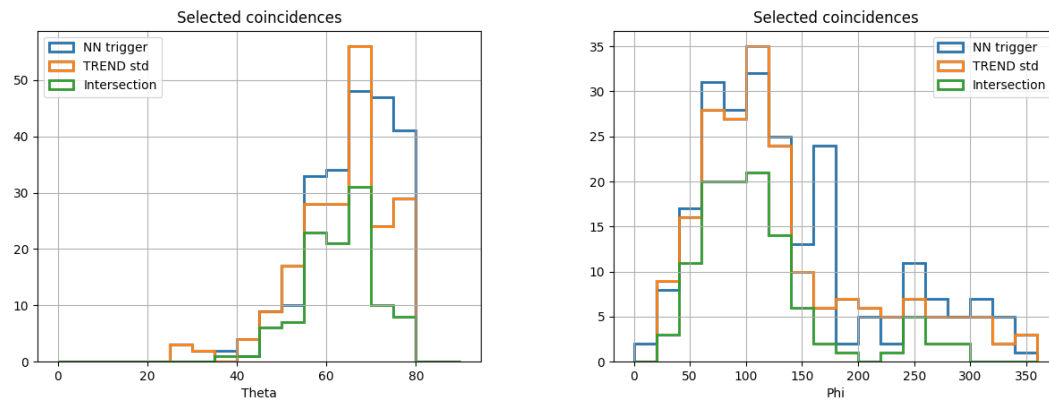 Selected coincidences
NN trigger
TREND std
Intersection
50
40
30
20
10
0
0 20 40 60 80
Theta
Selected coincidences
NN trigger
TREND std
Intersection
35
30
25
20
15
10
5
0
0 50 100 150 200 250 300 350
Phi